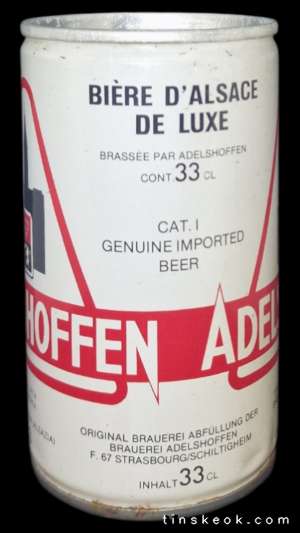 BIÈRE D'ALSACE
DE LUXE
BRASSÉE PAR ADELSHOFFEN
CONT. 33 CL
CAT. I
GENUINE IMPORTED
BEER
HOFFEN ADEL
ORIGINAL BRAUEREI ABFÜLLUNG DER
BRAUEREI ADELSHOFFEN
F. 67 STRASBOURG/SCHILTIGHEIM
INHALT 33 CL
tinskeok.com